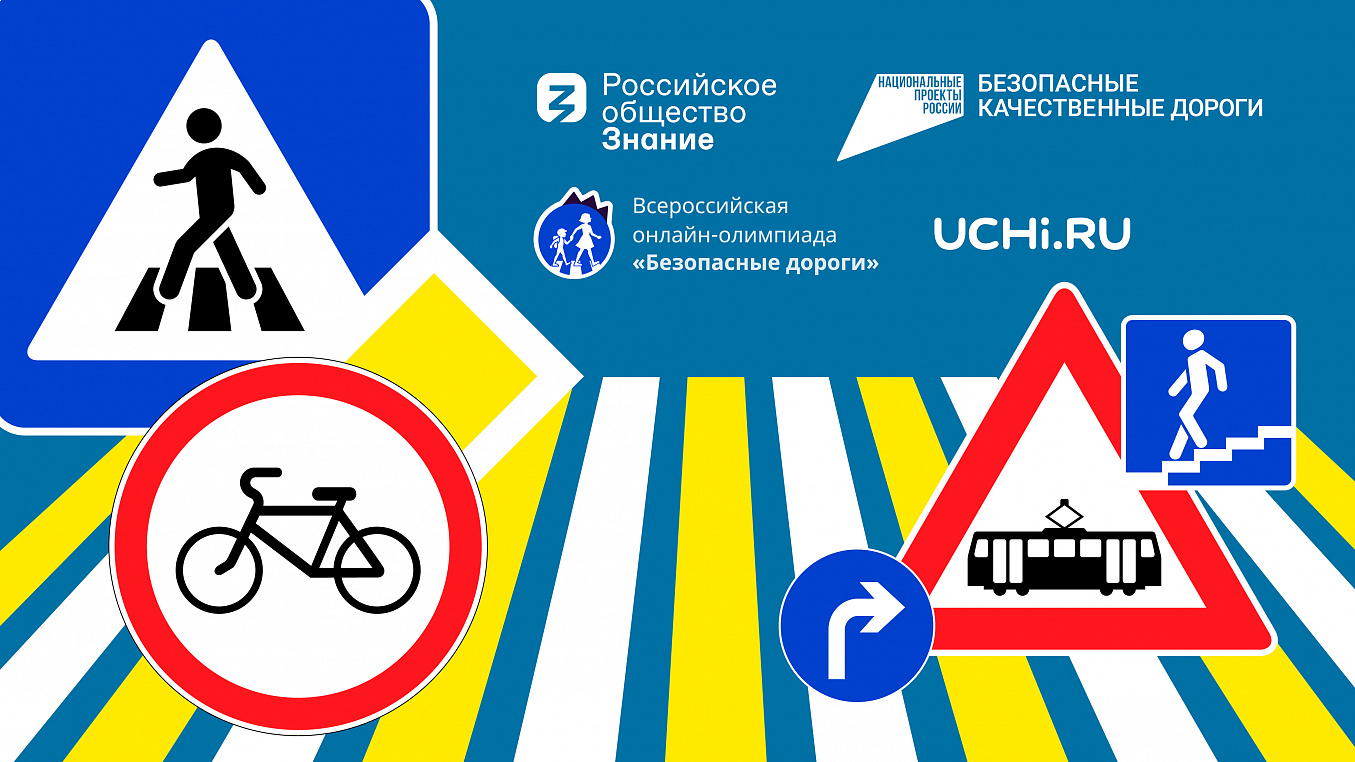 Российское
общество
Знание
НАЦИОНАЛЬНЫЕ
ПРОЕКТЫ
РОССИИ
БЕЗОПАСНЫЕ
КАЧЕСТВЕННЫЕ ДОРОГИ
Всероссийская
онлайн-олимпиада
«Безопасные дороги»
UCHi.RU